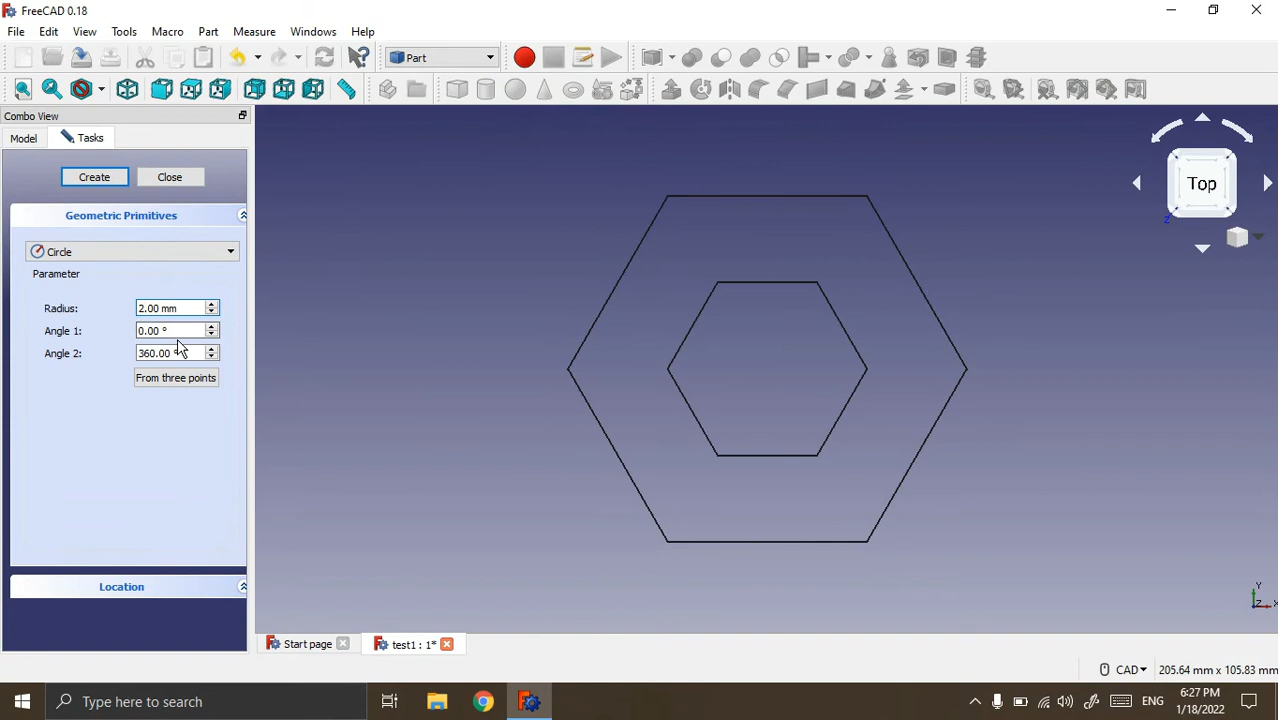 FreeCAD 0.18
File Edit View Tools Macro Part Measure Windows Help
Part
Combo View
Model Tasks
Create Close
Geometric Primitives
Circle
Parameter
Radius: 2.00 mm
Angle 1: 0.00 °
Angle 2: 360.00 °
From three points
Location
Top
Z
Y
Z X
Start page test1 : 1*
CAD 205.64 mm x 105.83 mm
Type here to search
ENG
6:27 PM
1/18/2022